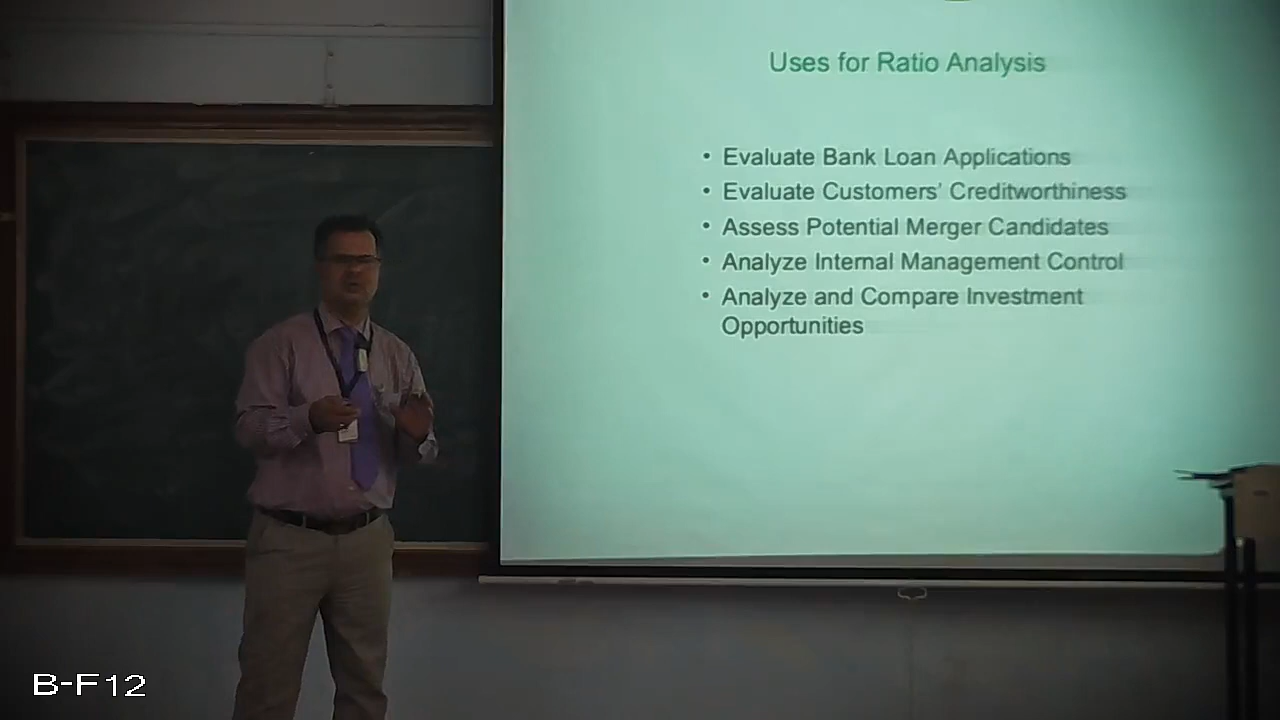 Uses for Ratio Analysis
• Evaluate Bank Loan Applications
• Evaluate Customers' Creditworthiness
• Assess Potential Merger Candidates
• Analyze Internal Management Control
• Analyze and Compare Investment
Opportunities
B-F12